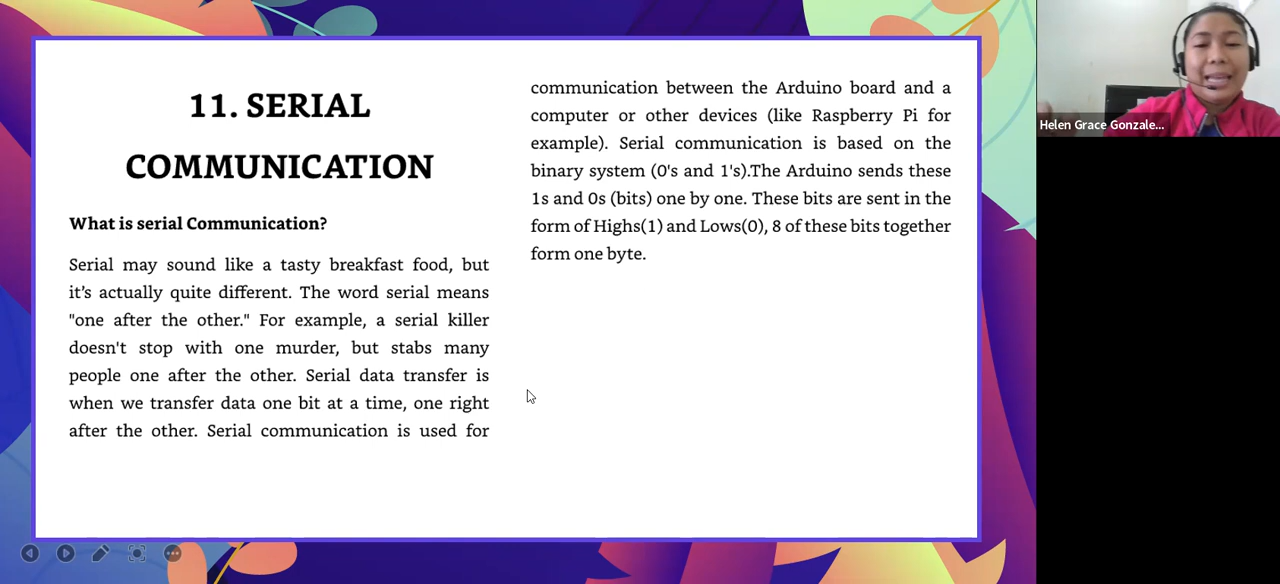 11. SERIAL
COMMUNICATION
What is serial Communication?
Serial may sound like a tasty breakfast food, but
it's actually quite different. The word serial means
"one after the other." For example, a serial killer
doesn't stop with one murder, but stabs many
people one after the other. Serial data transfer is
when we transfer data one bit at a time, one right
after the other. Serial communication is used for
communication between the Arduino board and a
computer or other devices (like Raspberry Pi for
example). Serial communication is based on the
binary system (0's and 1's).The Arduino sends these
1s and 0s (bits) one by one. These bits are sent in the
form of Highs(1) and Lows(0), 8 of these bits together
form one byte.
Helen Grace Gonzale...